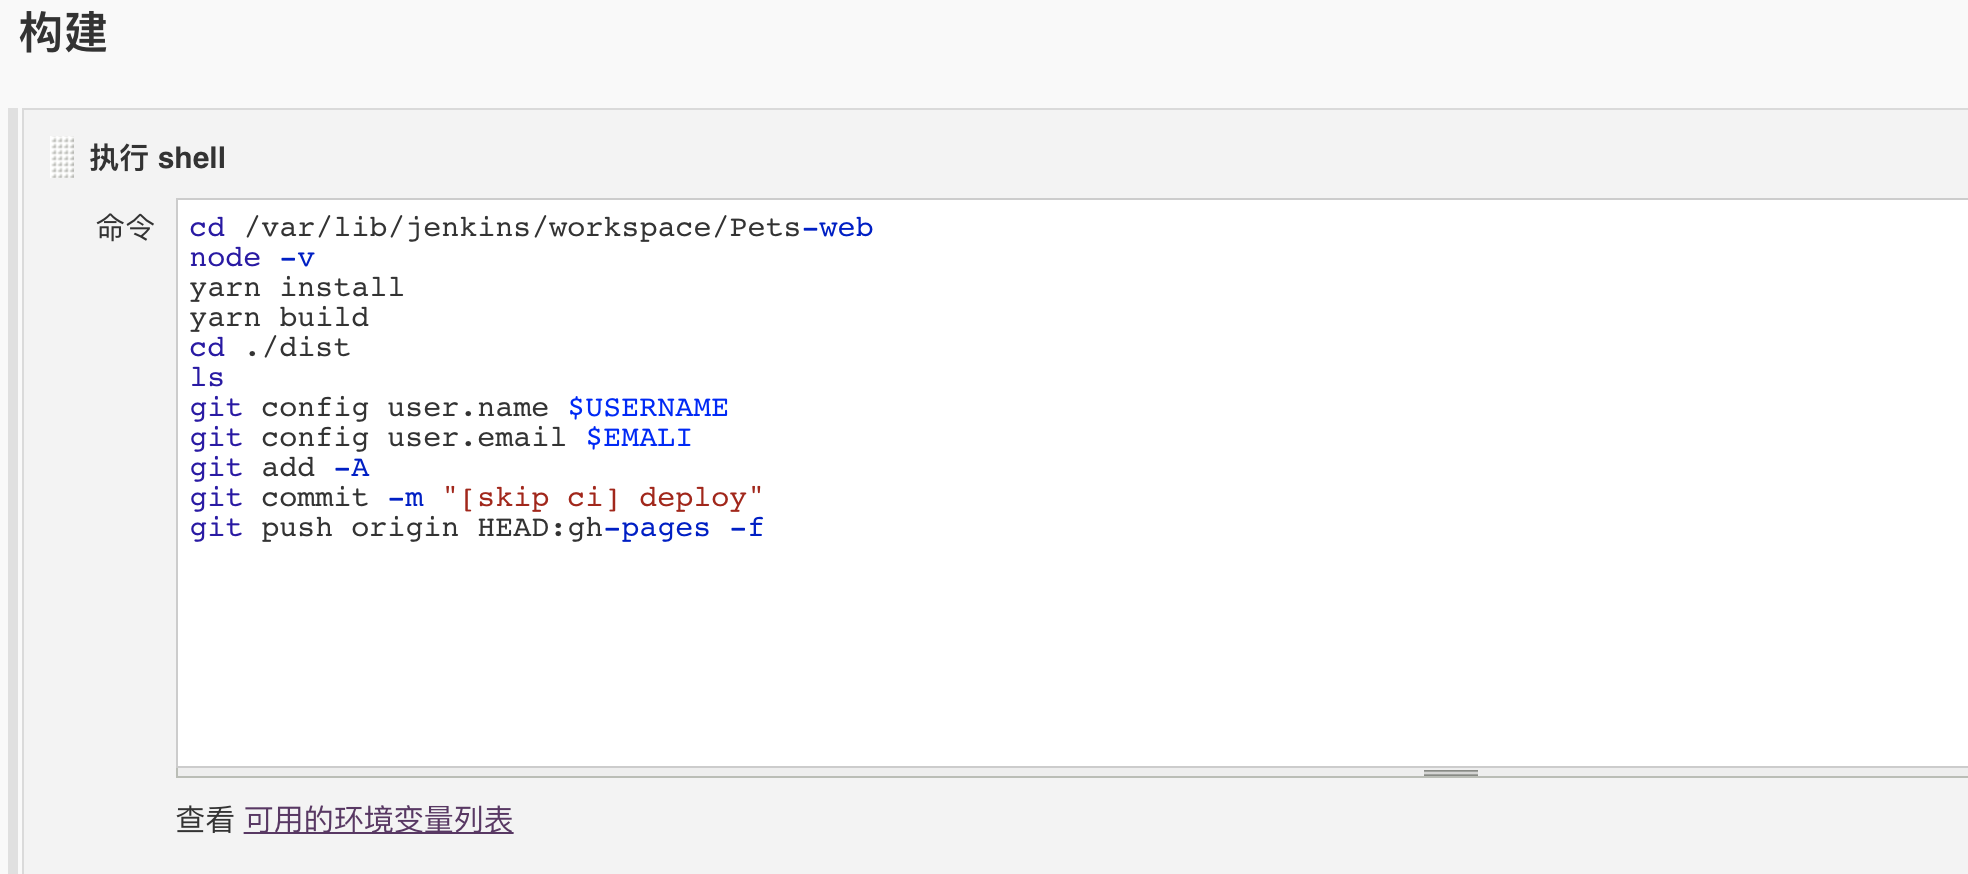 构建
执行 shell
命令
cd /var/lib/jenkins/workspace/Pets-web
node -v
yarn install
yarn build
cd ./dist
ls
git config user.name $USERNAME
git config user.email $EMALI
git add -A
git commit -m "[skip ci] deploy"
git push origin HEAD:gh-pages -f
查看 可用的环境变量列表